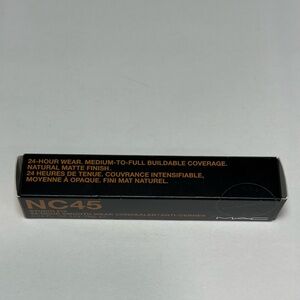 24-HOUR WEAR. MEDIUM-TO-FULL BUILDABLE COVERAGE.
NATURAL MATTE FINISH.
24 HEURES DE TENUE. COUVRANCE INTENSIFIABLE,
MOYENNE À OPAQUE. FINI MAT NATUREL.
NC45
MAC